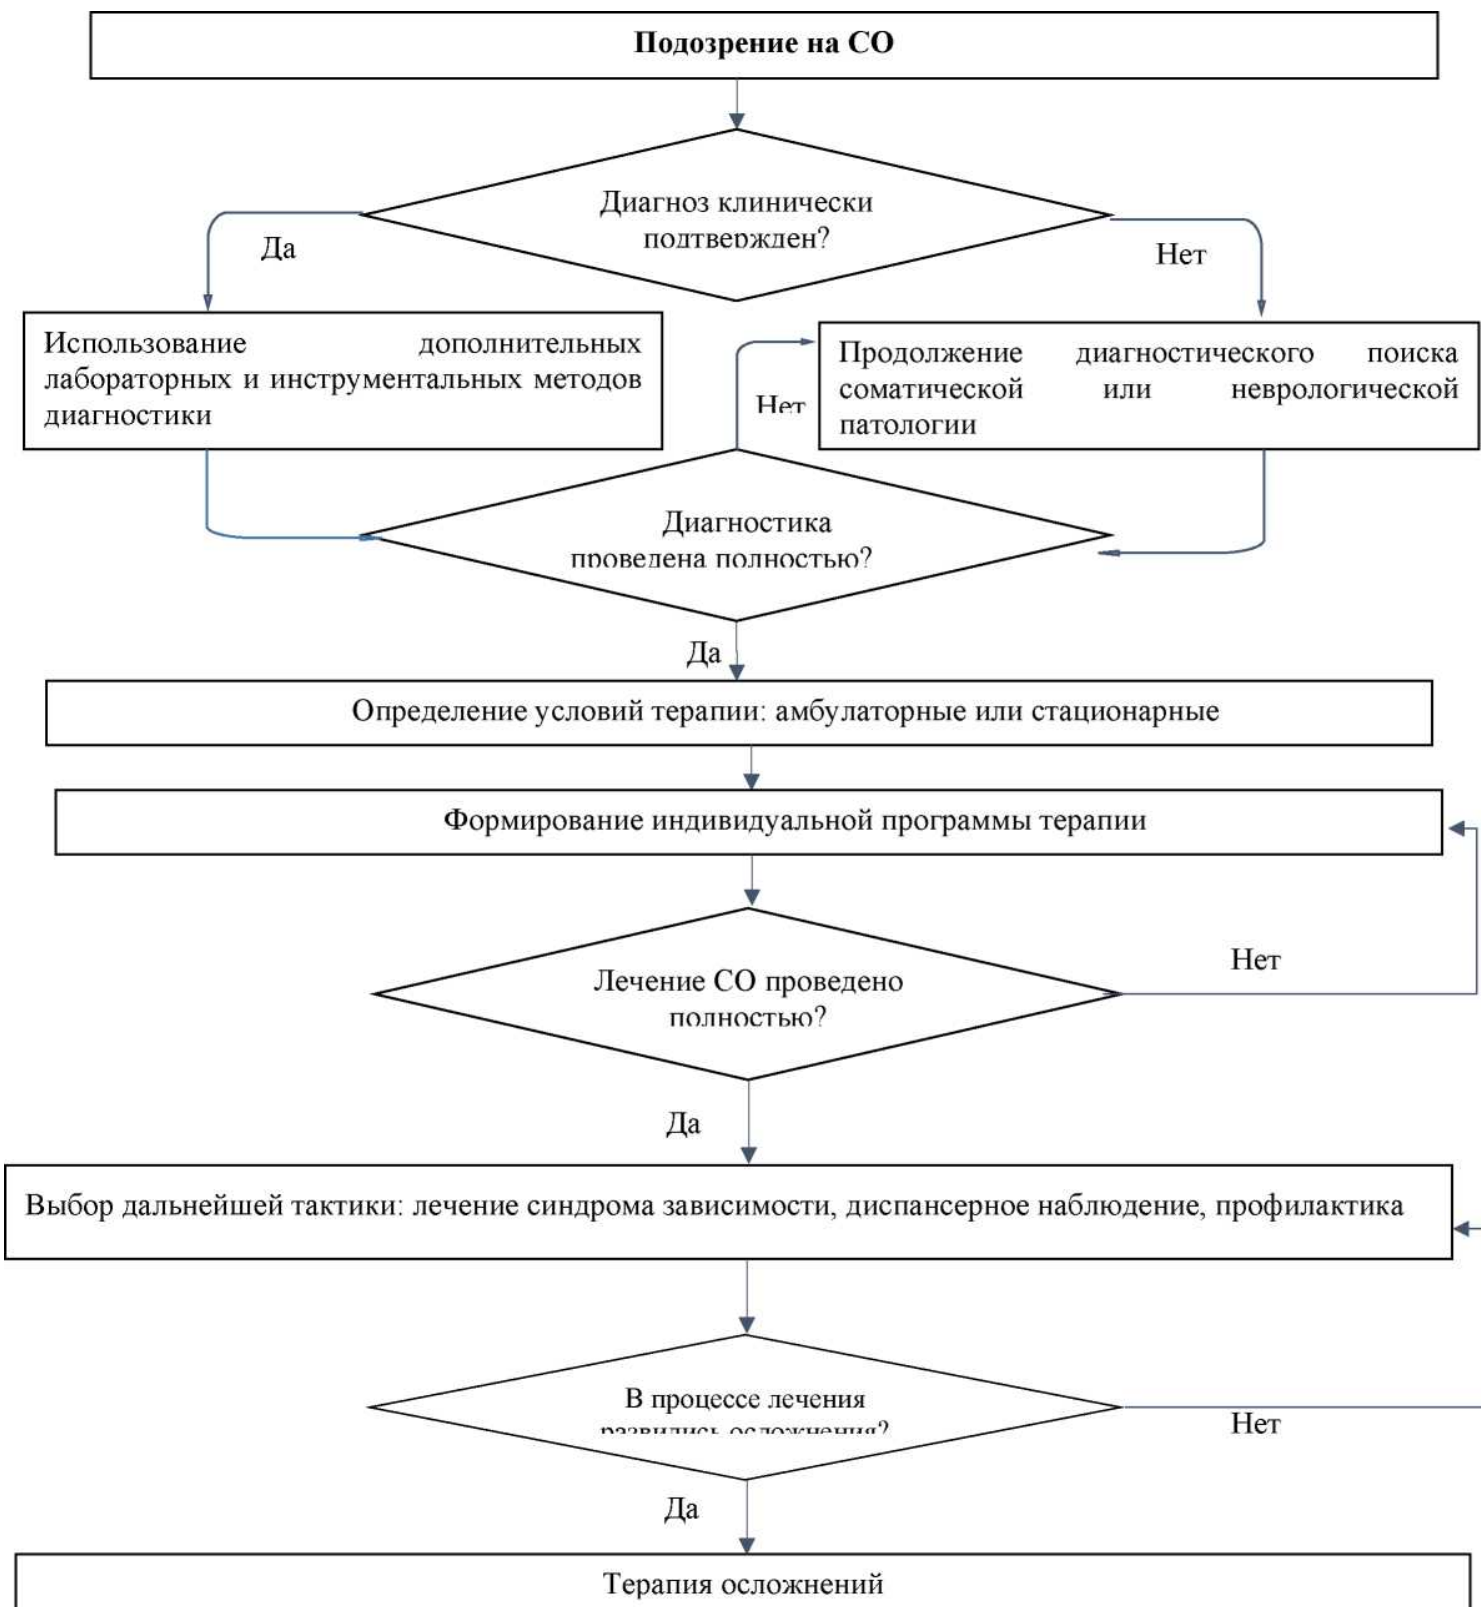 Подозрение на СО
Диагноз клинически
подтвержден?
Да
Нет
Использование дополнительных
лабораторных и инструментальных методов
диагностики
Продолжение диагностического поиска
соматической или неврологической
патологии
Нет
Диагностика
проведена полностью?
Да
Определение условий терапии: амбулаторные или стационарные
Формирование индивидуальной программы терапии
Лечение СО проведено
полностью?
Нет
Да
Выбор дальнейшей тактики: лечение синдрома зависимости, диспансерное наблюдение, профилактика
В процессе лечения
развились осложнения?
Нет
Да
Терапия осложнений